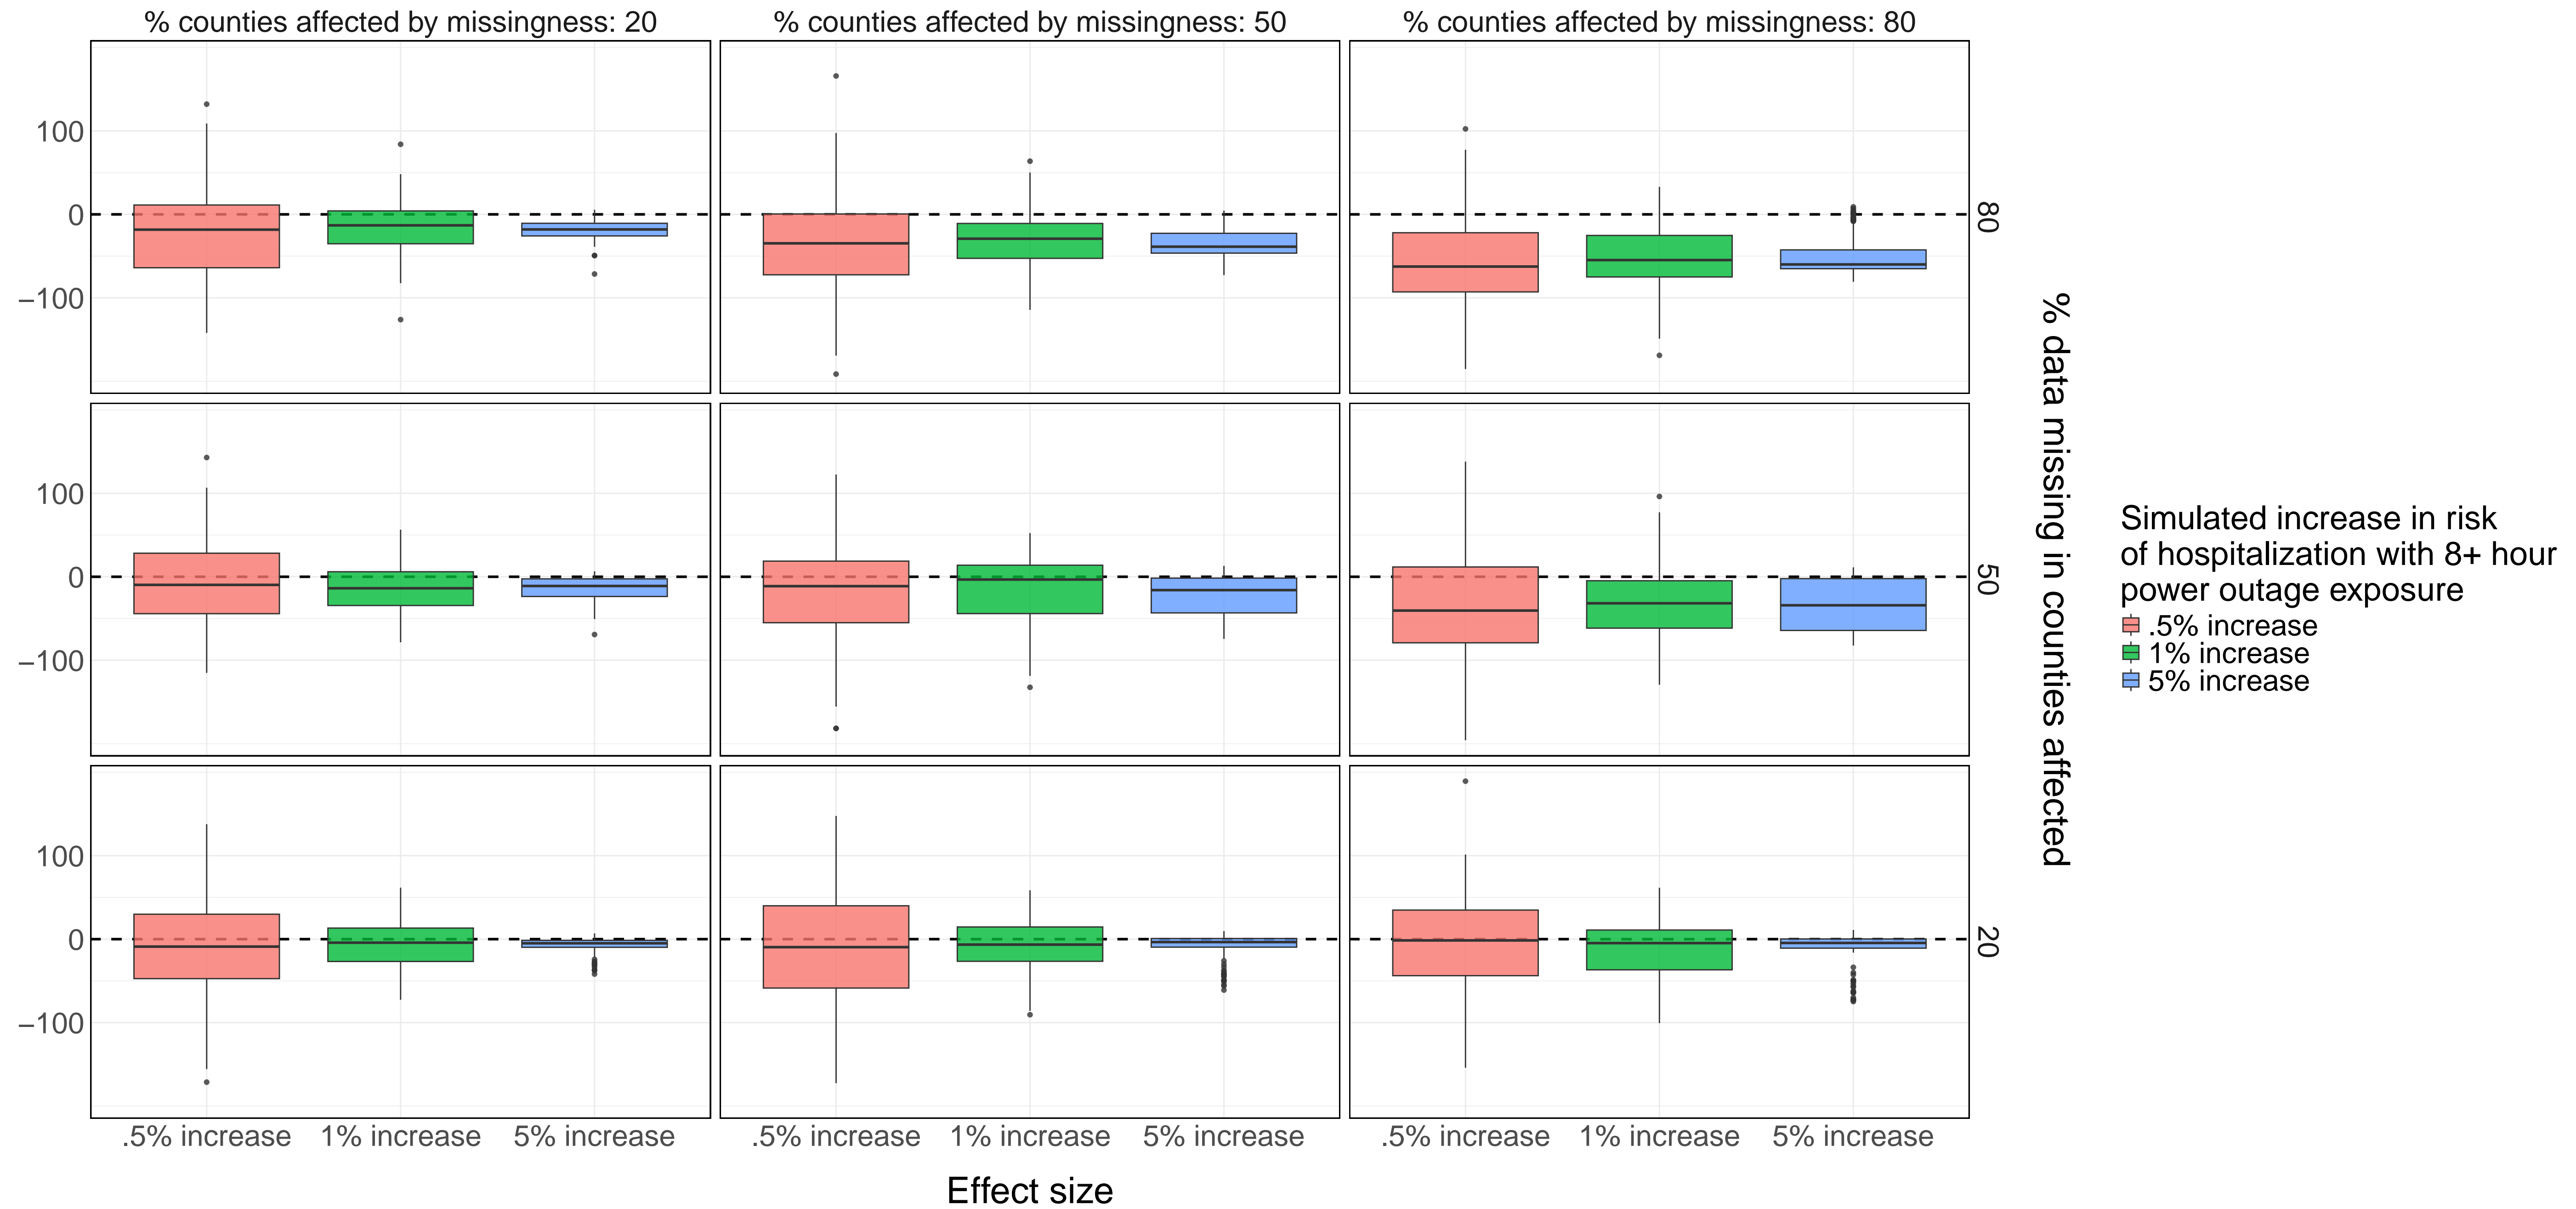 % counties affected by missingness: 20
% counties affected by missingness: 50
% counties affected by missingness: 80
100
0
−100
80
100
0
−100
50
100
0
−100
20
.5% increase
1% increase
5% increase
.5% increase
1% increase
5% increase
.5% increase
1% increase
5% increase
Effect size
% data missing in counties affected
Simulated increase in risk
of hospitalization with 8+ hour
power outage exposure
.5% increase
1% increase
5% increase